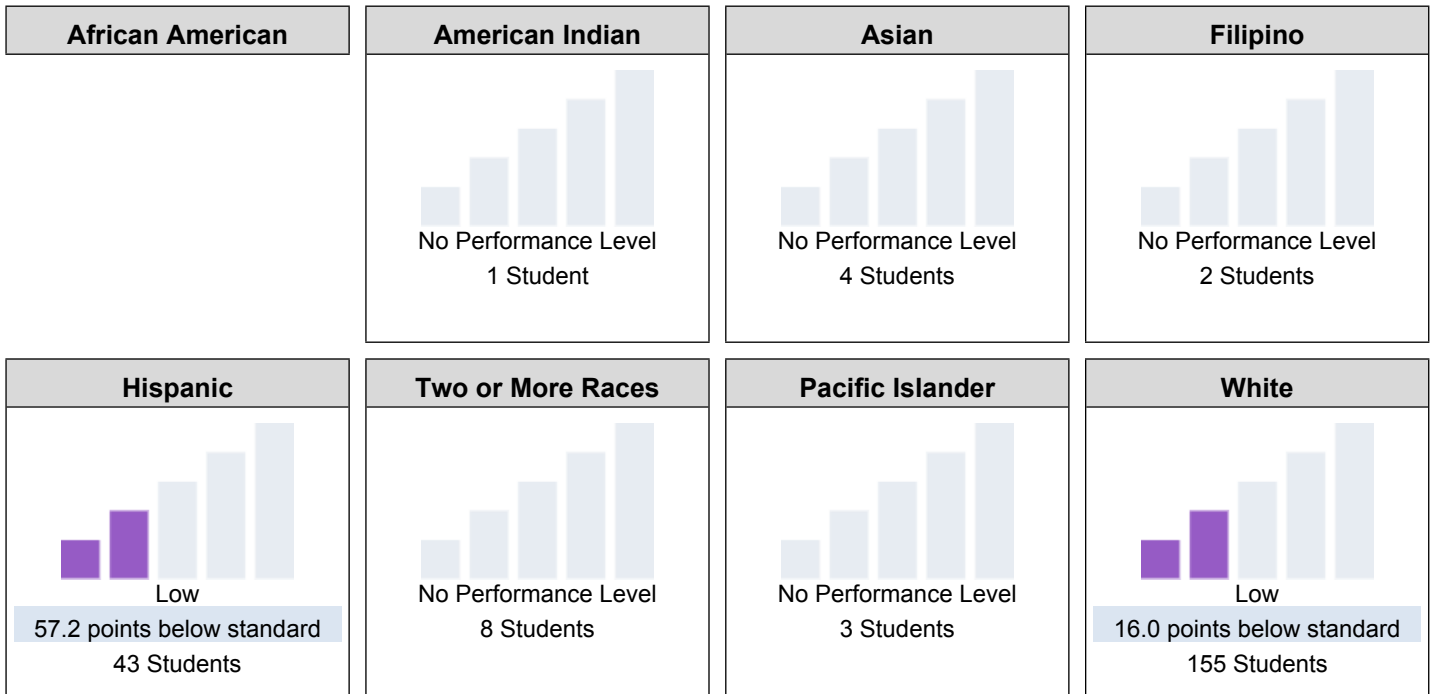 African American
American Indian
Asian
Filipino
No Performance Level
1 Student
No Performance Level
4 Students
No Performance Level
2 Students
Hispanic
Two or More Races
Pacific Islander
White
Low
57.2 points below standard
43 Students
No Performance Level
8 Students
No Performance Level
3 Students
Low
16.0 points below standard
155 Students